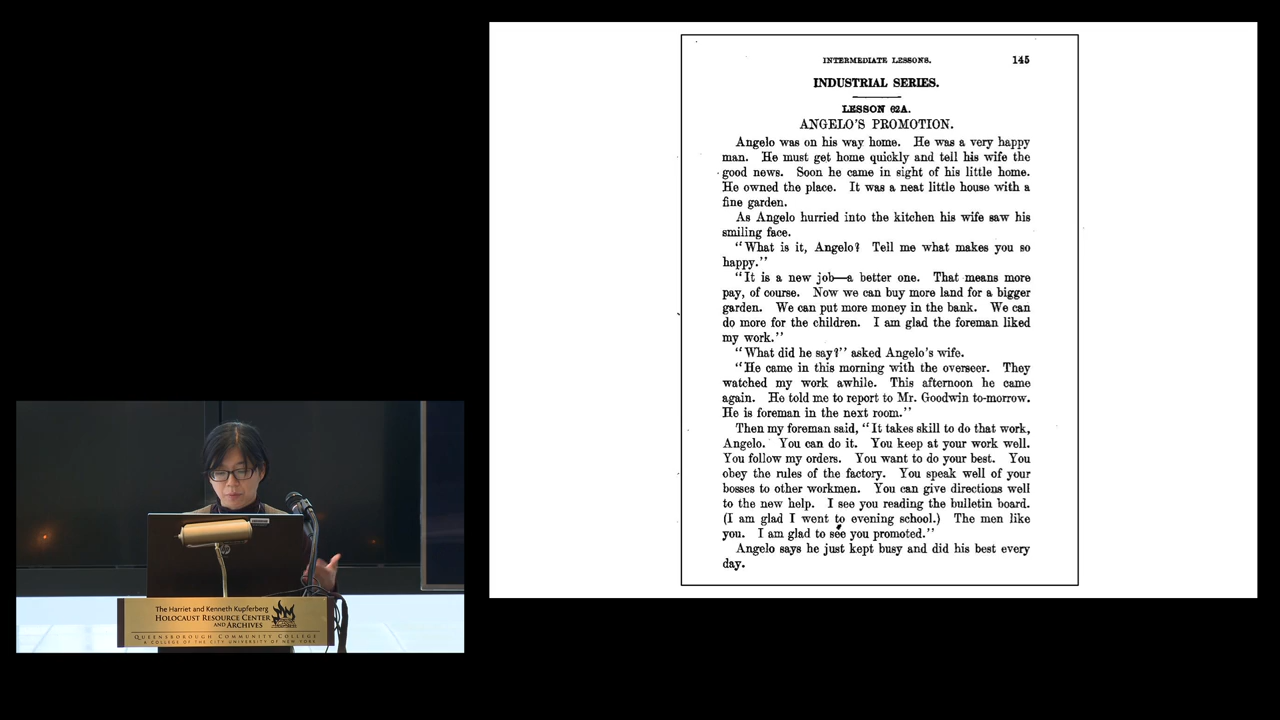 INTERMEDIATE LESSONS. 145
INDUSTRIAL SERIES.
LESSON 62A.
ANGELO'S PROMOTION.
Angelo was on his way home. He was a very happy
man. He must get home quickly and tell his wife the
good news. Soon he came in sight of his little home.
He owned the place. It was a neat little house with a
fine garden.
As Angelo hurried into the kitchen his wife saw his
smiling face.
"What is it, Angelo? Tell me what makes you so
happy."
"It is a new job—a better one. That means more
pay, of course. Now we can buy more land for a bigger
garden. We can put more money in the bank. We can
do more for the children. I am glad the foreman liked
my work."
"What did he say?" asked Angelo's wife.
"He came in this morning with the overseer. They
watched my work awhile. This afternoon he came
again. He told me to report to Mr. Goodwin to-morrow.
He is foreman in the next room."
Then my foreman said, "It takes skill to do that work,
Angelo. You can do it. You keep at your work well.
You follow my orders. You want to do your best. You
obey the rules of the factory. You speak well of your
bosses to other workmen. You can give directions well
to the new help. I see you reading the bulletin board.
(I am glad I went to evening school.) The men like
you. I am glad to see you promoted."
Angelo says he just kept busy and did his best every
day.
The Harriet and Kenneth Kupferberg
HOLOCAUST RESOURCE CENTER
AND ARCHIVES
QUEENSBOROUGH COMMUNITY COLLEGE
A COLLEGE OF THE CITY UNIVERSITY OF NEW YORK